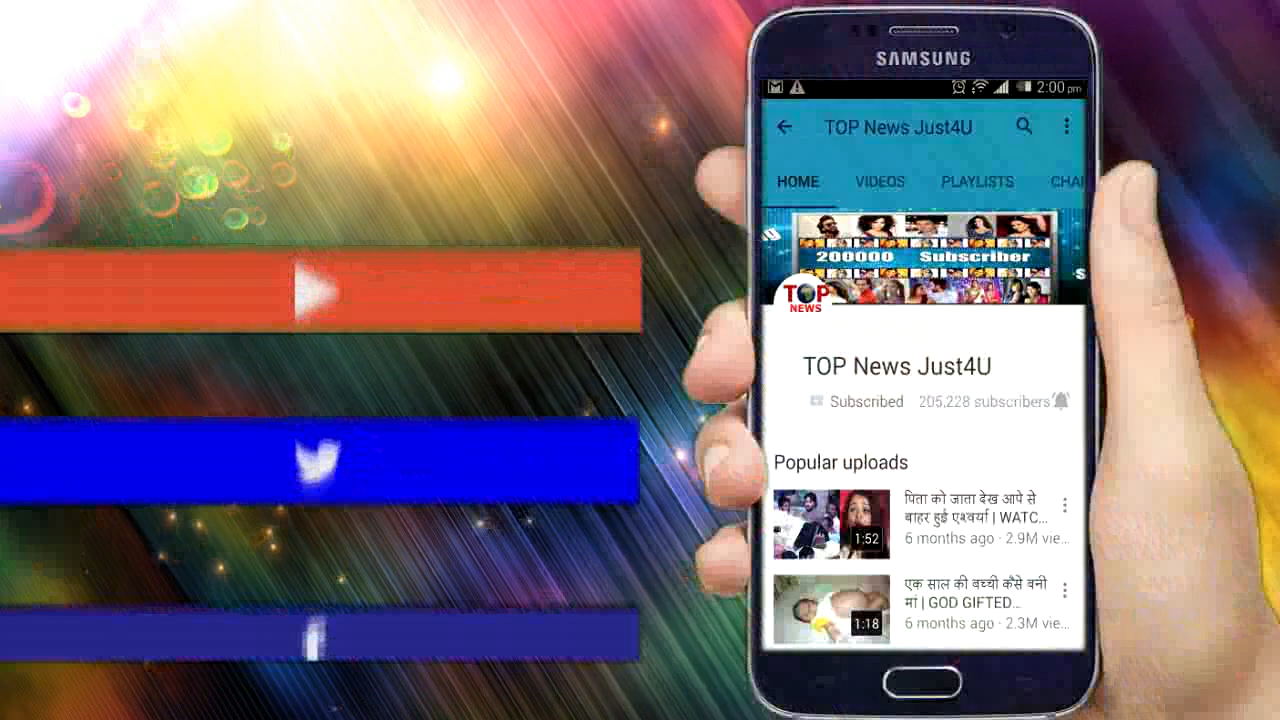 SAMSUNG
2:00 pm
TOP News Just4U
HOME VIDEOS PLAYLISTS CHA
200000 Subscriber
TOP
NEWS
TOP News Just4U
Subscribed 205,228 subscribers
Popular uploads
पिता को जाता देख आपे से
बाहर हुई एश्वर्या | WATC...
1:52
6 months ago · 2.9M vie...
एक साल की बच्ची कैसे बनी
मां | GOD GIFTED...
1:18
6 months ago · 2.3M vie...